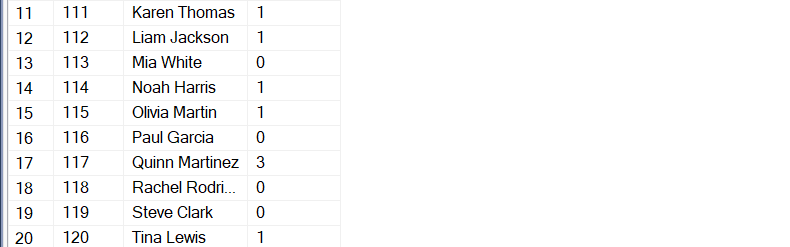 11 111 Karen Thomas 1
12 112 Liam Jackson 1
13 113 Mia White 0
14 114 Noah Harris 1
15 115 Olivia Martin 1
16 116 Paul Garcia 0
17 117 Quinn Martinez 3
18 118 Rachel Rodri... 0
19 119 Steve Clark 0
20 120 Tina Lewis 1